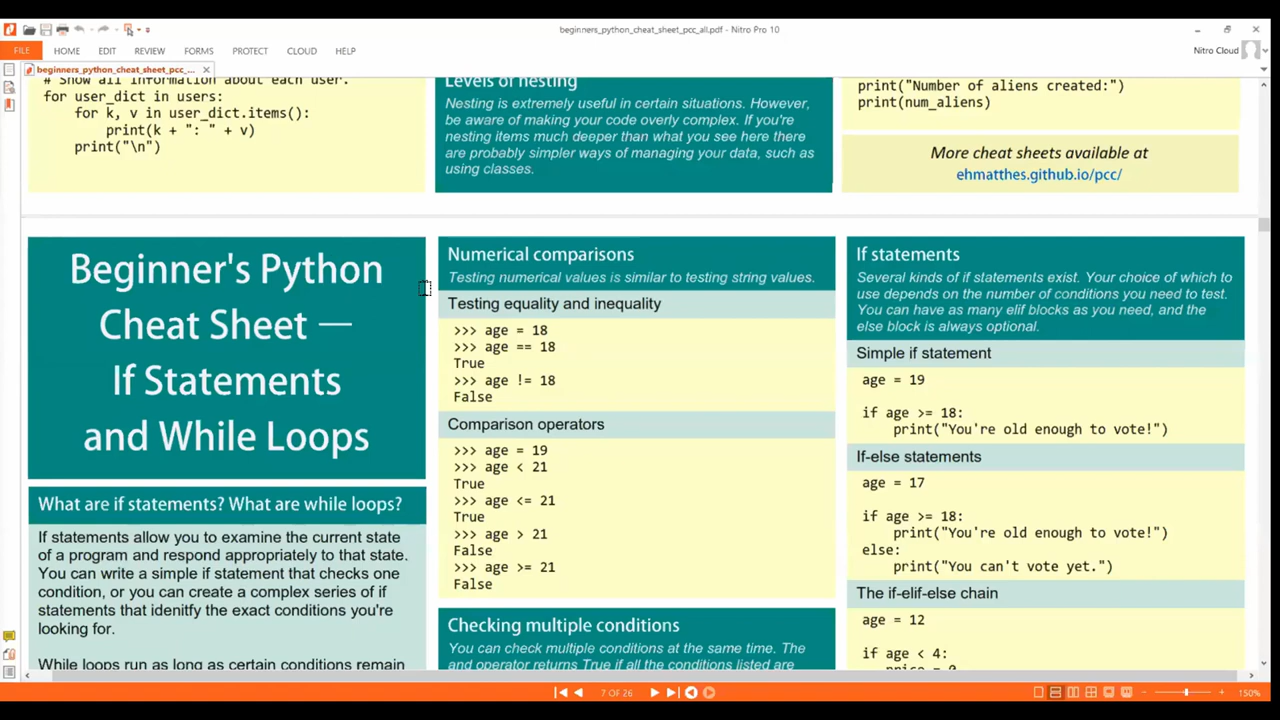 beginners_python_cheat_sheet_pcc_all.pdf - Nitro Pro 10
FILE
HOME
EDIT
REVIEW
FORMS
PROTECT
CLOUD
HELP
Nitro Cloud
beginners_python_cheat_sheet_pcc_...
# Show all information about each user.
for user_dict in users:
    for k, v in user_dict.items():
        print(k + ": " + v)
    print("\n")
Levels of nesting
Nesting is extremely useful in certain situations. However,
be aware of making your code overly complex. If you're
nesting items much deeper than what you see here there
are probably simpler ways of managing your data, such as
using classes.
print("Number of aliens created:")
print(num_aliens)
More cheat sheets available at
ehmatthes.github.io/pcc/
Beginner's Python
Cheat Sheet —
If Statements
and While Loops
What are if statements? What are while loops?
If statements allow you to examine the current state
of a program and respond appropriately to that state.
You can write a simple if statement that checks one
condition, or you can create a complex series of if
statements that idenitfy the exact conditions you're
looking for.
While loops run as long as certain conditions remain
Numerical comparisons
Testing numerical values is similar to testing string values.
Testing equality and inequality
>>> age = 18
>>> age == 18
True
>>> age != 18
False
Comparison operators
>>> age = 19
>>> age < 21
True
>>> age <= 21
True
>>> age > 21
False
>>> age >= 21
False
Checking multiple conditions
You can check multiple conditions at the same time. The
and operator returns True if all the conditions listed are
If statements
Several kinds of if statements exist. Your choice of which to
use depends on the number of conditions you need to test.
You can have as many elif blocks as you need, and the
else block is always optional.
Simple if statement
age = 19
if age >= 18:
    print("You're old enough to vote!")
If-else statements
age = 17
if age >= 18:
    print("You're old enough to vote!")
else:
    print("You can't vote yet.")
The if-elif-else chain
age = 12
if age < 4:
    price = 0
7 OF 26
150%